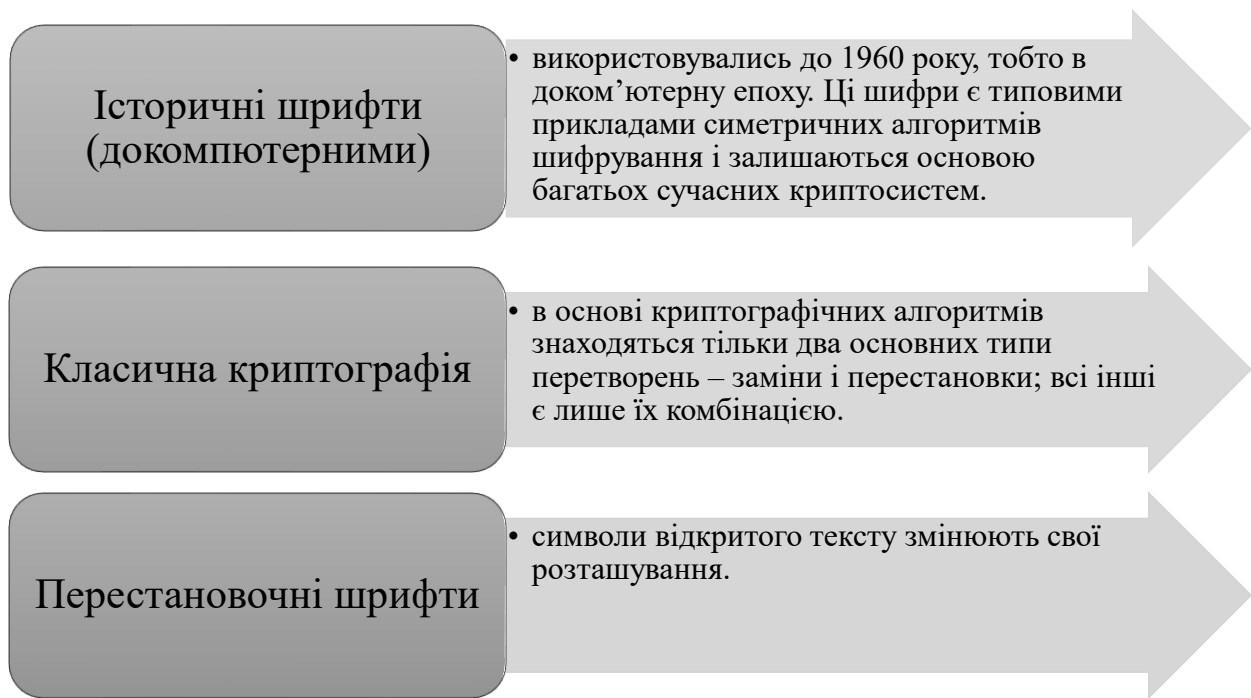 Історичні шрифти
(докомпютерними)
• використовувались до 1960 року, тобто в
доком’ютерну епоху. Ці шифри є типовими
прикладами симетричних алгоритмів
шифрування і залишаються основою
багатьох сучасних криптосистем.
Класична криптографія
• в основі криптографічних алгоритмів
знаходяться тільки два основних типи
перетворень – заміни і перестановки; всі інші
є лише їх комбінацією.
Перестановочні шрифти
• символи відкритого тексту змінюють свої
розташування.